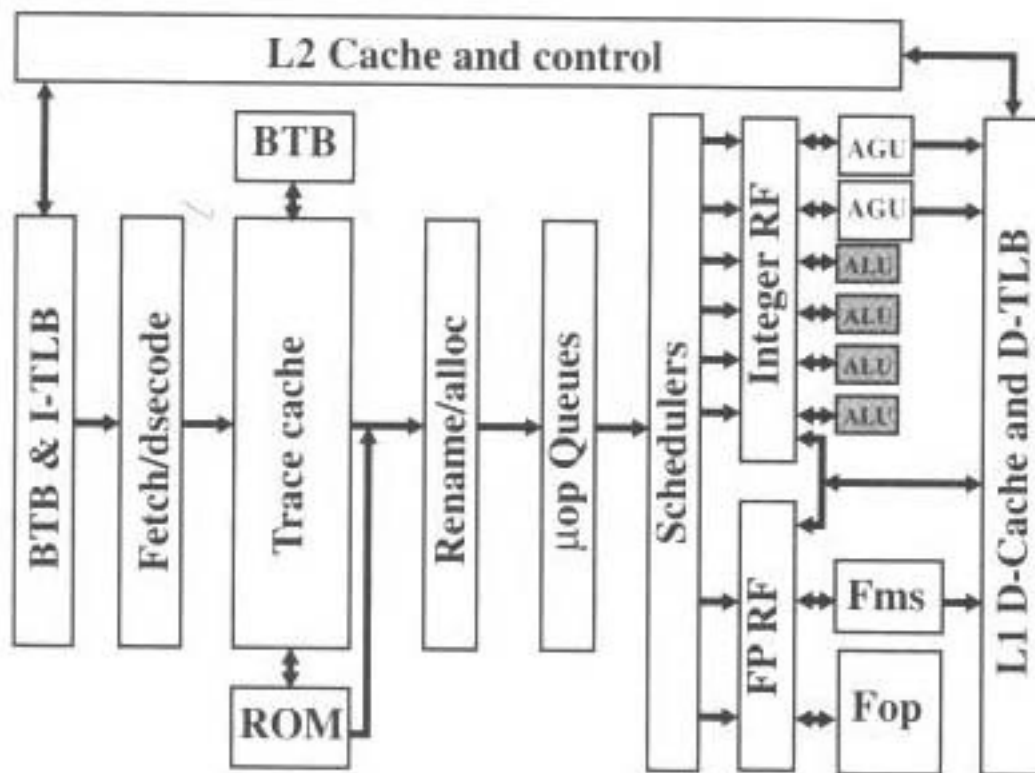 L2 Cache and control
BTB & I-TLB
Fetch/dsecode
BTB
Trace cache
ROM
Rename/alloc
µop Queues
Schedulers
Integer RF
FP RF
AGU
AGU
ALU
ALU
ALU
ALU
Fms
Fop
L1 D-Cache and D-TLB